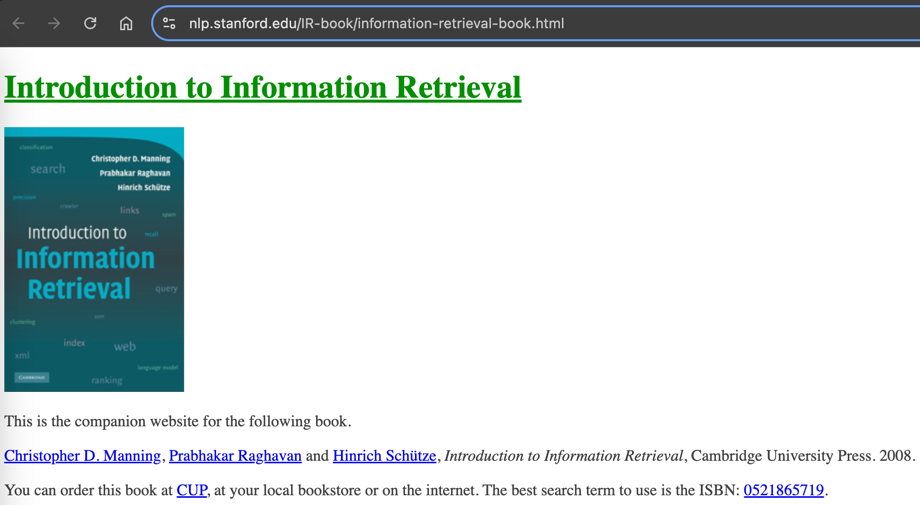 nlp.stanford.edu/IR-book/information-retrieval-book.html
Introduction to Information Retrieval
classification
search
Christopher D. Manning
Prabhakar Raghavan
Hinrich Schütze
precision
crawler
links
spam
Introduction to
recall
Information
Retrieval
query
clustering
index
web
xml
language model
CAMBRIDGE
ranking
This is the companion website for the following book.
Christopher D. Manning, Prabhakar Raghavan and Hinrich Schütze, Introduction to Information Retrieval, Cambridge University Press. 2008.
You can order this book at CUP, at your local bookstore or on the internet. The best search term to use is the ISBN: 0521865719.